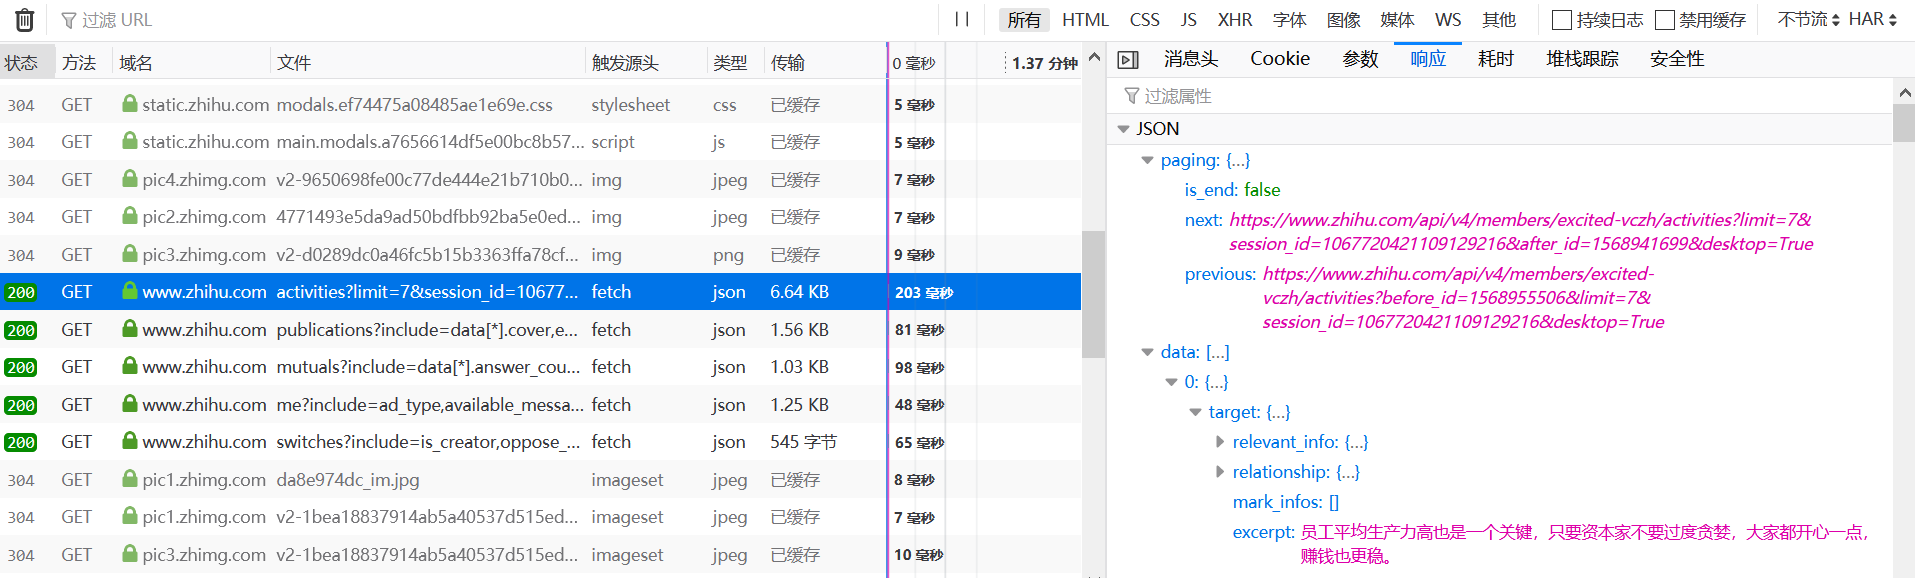 过滤 URL
所有 HTML CSS JS XHR 字体 图像 媒体 WS 其他 持续日志 禁用缓存 不节流 HAR
状态 方法 域名 文件 触发源头 类型 传输 0 毫秒 1.37 分钟
304 GET static.zhihu.com modals.ef74475a08485ae1e69e.css stylesheet css 已缓存 5 毫秒
304 GET static.zhihu.com main.modals.a7656614df5e00bc8b57... script js 已缓存 5 毫秒
304 GET pic4.zhimg.com v2-9650698fe00c77de444e21b710b0... img jpeg 已缓存 7 毫秒
304 GET pic2.zhimg.com 4771493e5da9ad50bdfbb92ba5e0ed... img jpeg 已缓存 7 毫秒
304 GET pic3.zhimg.com v2-d0289dc0a46fc5b15b3363ffa78cf... img png 已缓存 9 毫秒
200 GET www.zhihu.com activities?limit=7&session_id=10677... fetch json 6.64 KB 203 毫秒
200 GET www.zhihu.com publications?include=data[*].cover,e... fetch json 1.56 KB 81 毫秒
200 GET www.zhihu.com mutuals?include=data[*].answer_cou... fetch json 1.03 KB 98 毫秒
200 GET www.zhihu.com me?include=ad_type,available_messa... fetch json 1.25 KB 48 毫秒
200 GET www.zhihu.com switches?include=is_creator,oppose_... fetch json 545 字节 65 毫秒
304 GET pic1.zhimg.com da8e974dc_im.jpg imageset jpeg 已缓存 8 毫秒
304 GET pic1.zhimg.com v2-1bea18837914ab5a40537d515ed... imageset jpeg 已缓存 7 毫秒
304 GET pic3.zhimg.com v2-1bea18837914ab5a40537d515ed... imageset jpeg 已缓存 10 毫秒
消息头 Cookie 参数 响应 耗时 堆栈跟踪 安全性
过滤属性
JSON
paging: {…}
is_end: false
next: https://www.zhihu.com/api/v4/members/excited-vczh/activities?limit=7&
session_id=1067720421109129216&after_id=1568941699&desktop=True
previous: https://www.zhihu.com/api/v4/members/excited-
vczh/activities?before_id=1568955506&limit=7&
session_id=1067720421109129216&desktop=True
data: […]
0: {…}
target: {…}
relevant_info: {…}
relationship: {…}
mark_infos: []
excerpt: 员工平均生产力高也是一个关键，只要资本家不要过度贪婪，大家都开心一点，
赚钱也更稳。